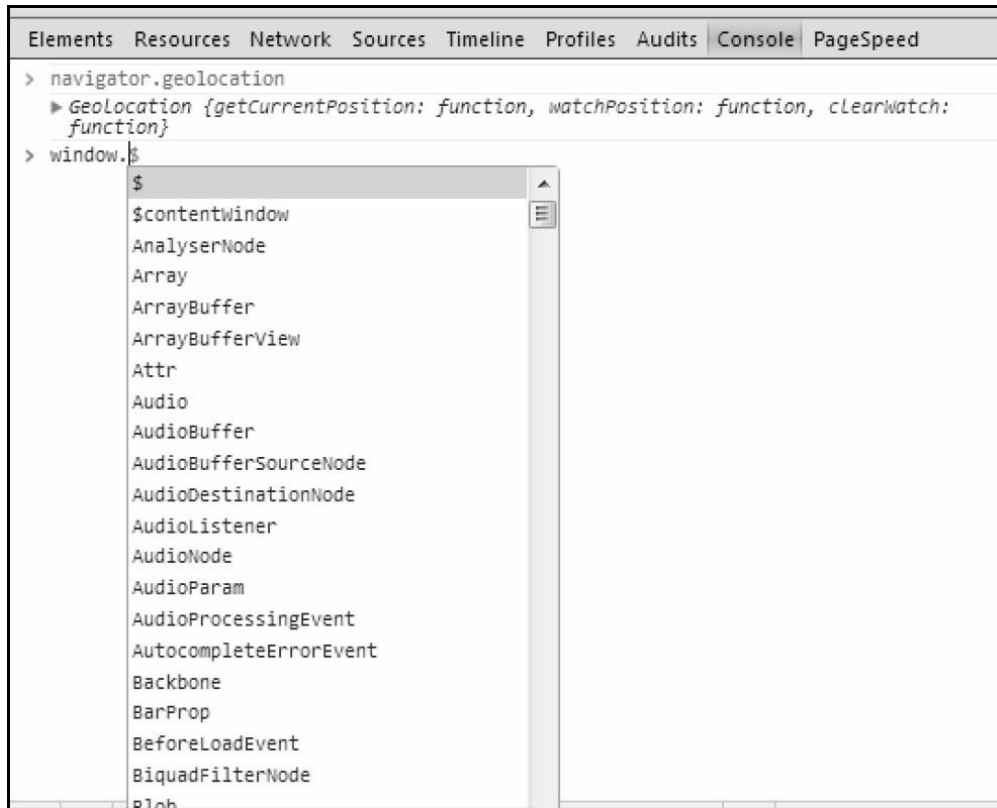 Elements Resources Network Sources Timeline Profiles Audits Console PageSpeed
> navigator.geolocation
▶ Geolocation {getCurrentPosition: function, watchPosition: function, clearWatch:
function}
> window.$
$
$contentWindow
AnalyserNode
Array
ArrayBuffer
ArrayBufferView
Attr
Audio
AudioBuffer
AudioBufferSourceNode
AudioDestinationNode
AudioListener
AudioNode
AudioParam
AudioProcessingEvent
AutocompleteErrorEvent
Backbone
BarProp
BeforeLoadEvent
BiquadFilterNode
Blob